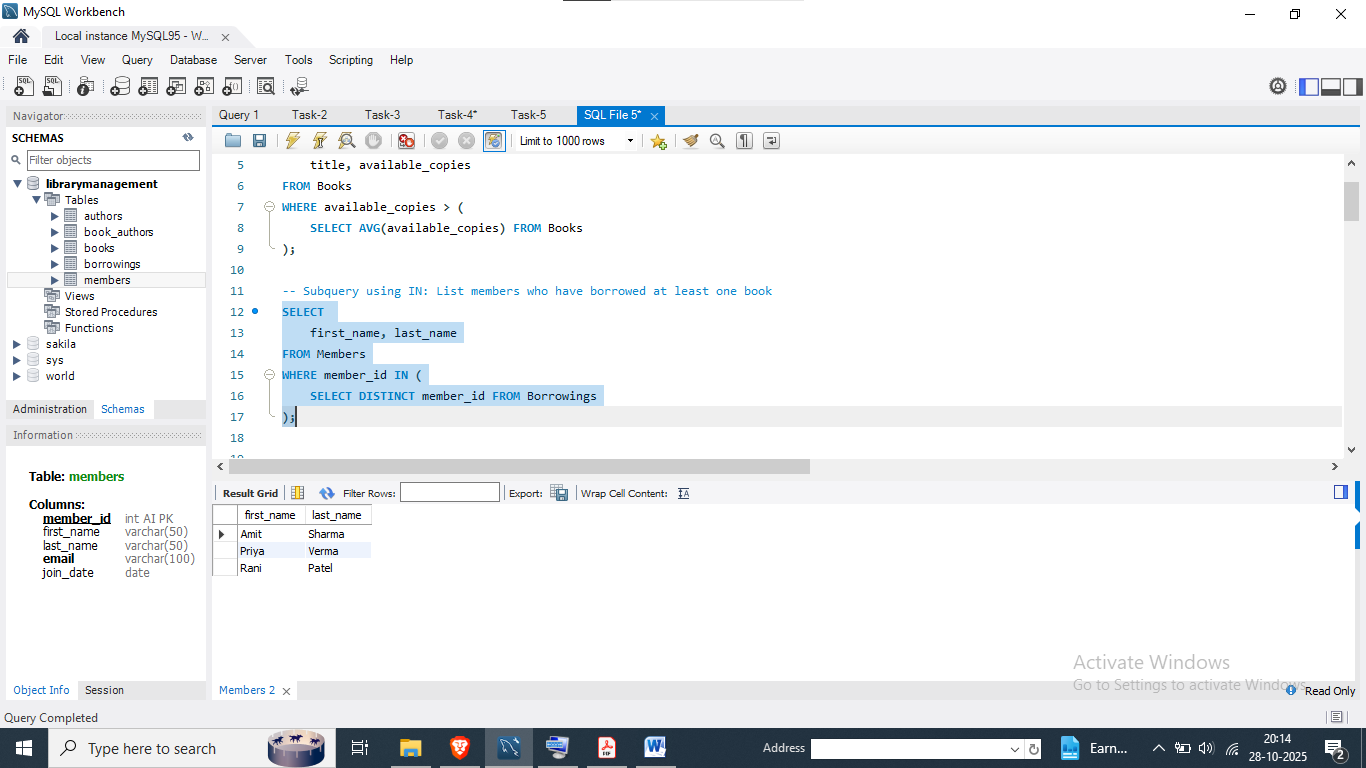 MySQL Workbench
Local instance MySQL95 - W...
File Edit View Query Database Server Tools Scripting Help
Navigator
SCHEMAS
Filter objects
librarymanagement
Tables
authors
book_authors
books
borrowings
members
Views
Stored Procedures
Functions
sakila
sys
world
Administration Schemas
Information
Table: members
Columns:
member_id int AI PK
first_name varchar(50)
last_name varchar(50)
email varchar(100)
join_date date
Object Info Session
Query 1 Task-2 Task-3 Task-4* Task-5 SQL File 5*
Limit to 1000 rows
5 title, available_copies
6 FROM Books
7 WHERE available_copies > (
8 SELECT AVG(available_copies) FROM Books
9 );
10
11 -- Subquery using IN: List members who have borrowed at least one book
12 SELECT
13 first_name, last_name
14 FROM Members
15 WHERE member_id IN (
16 SELECT DISTINCT member_id FROM Borrowings
17 );
18
Result Grid Filter Rows: Export: Wrap Cell Content:
first_name last_name
Amit Sharma
Priya Verma
Rani Patel
Activate Windows
Go to Settings to activate Windows.
Members 2
Read Only
Query Completed
Type here to search
Address
Earn...
20:14
28-10-2025
2